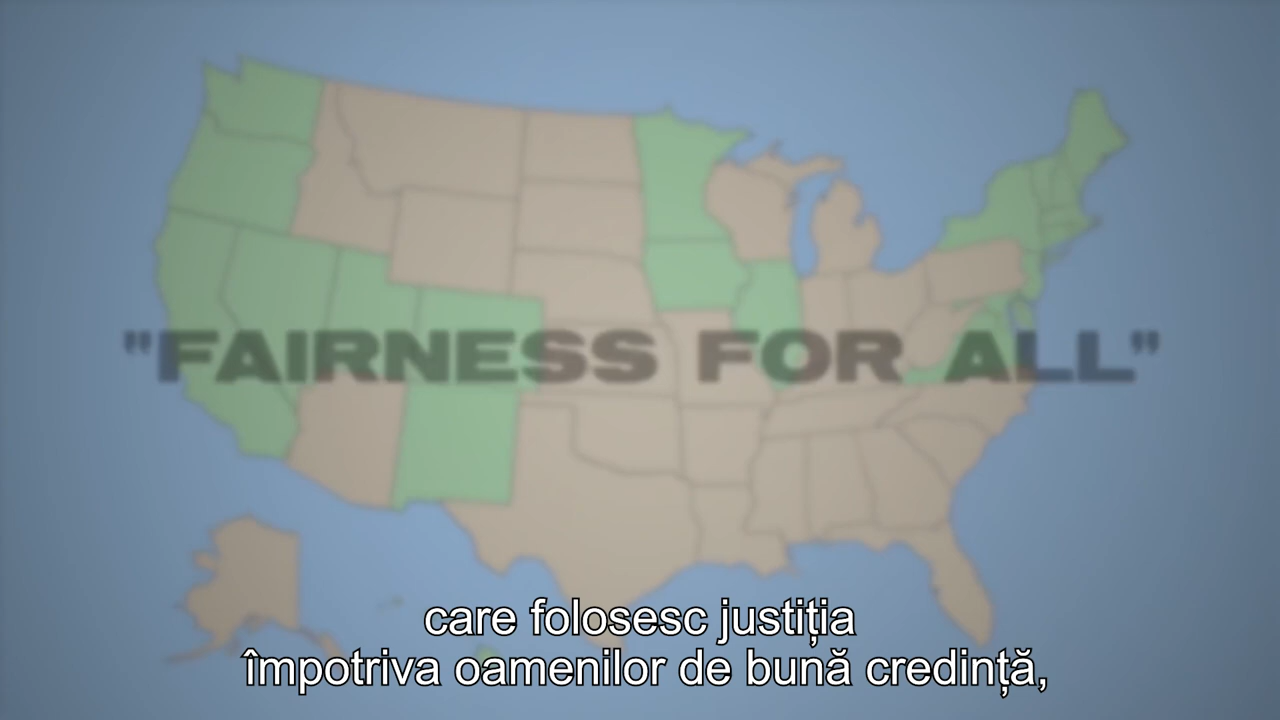 "FAIRNESS FOR ALL"
care folosesc justiția
împotriva oamenilor de bună credință,